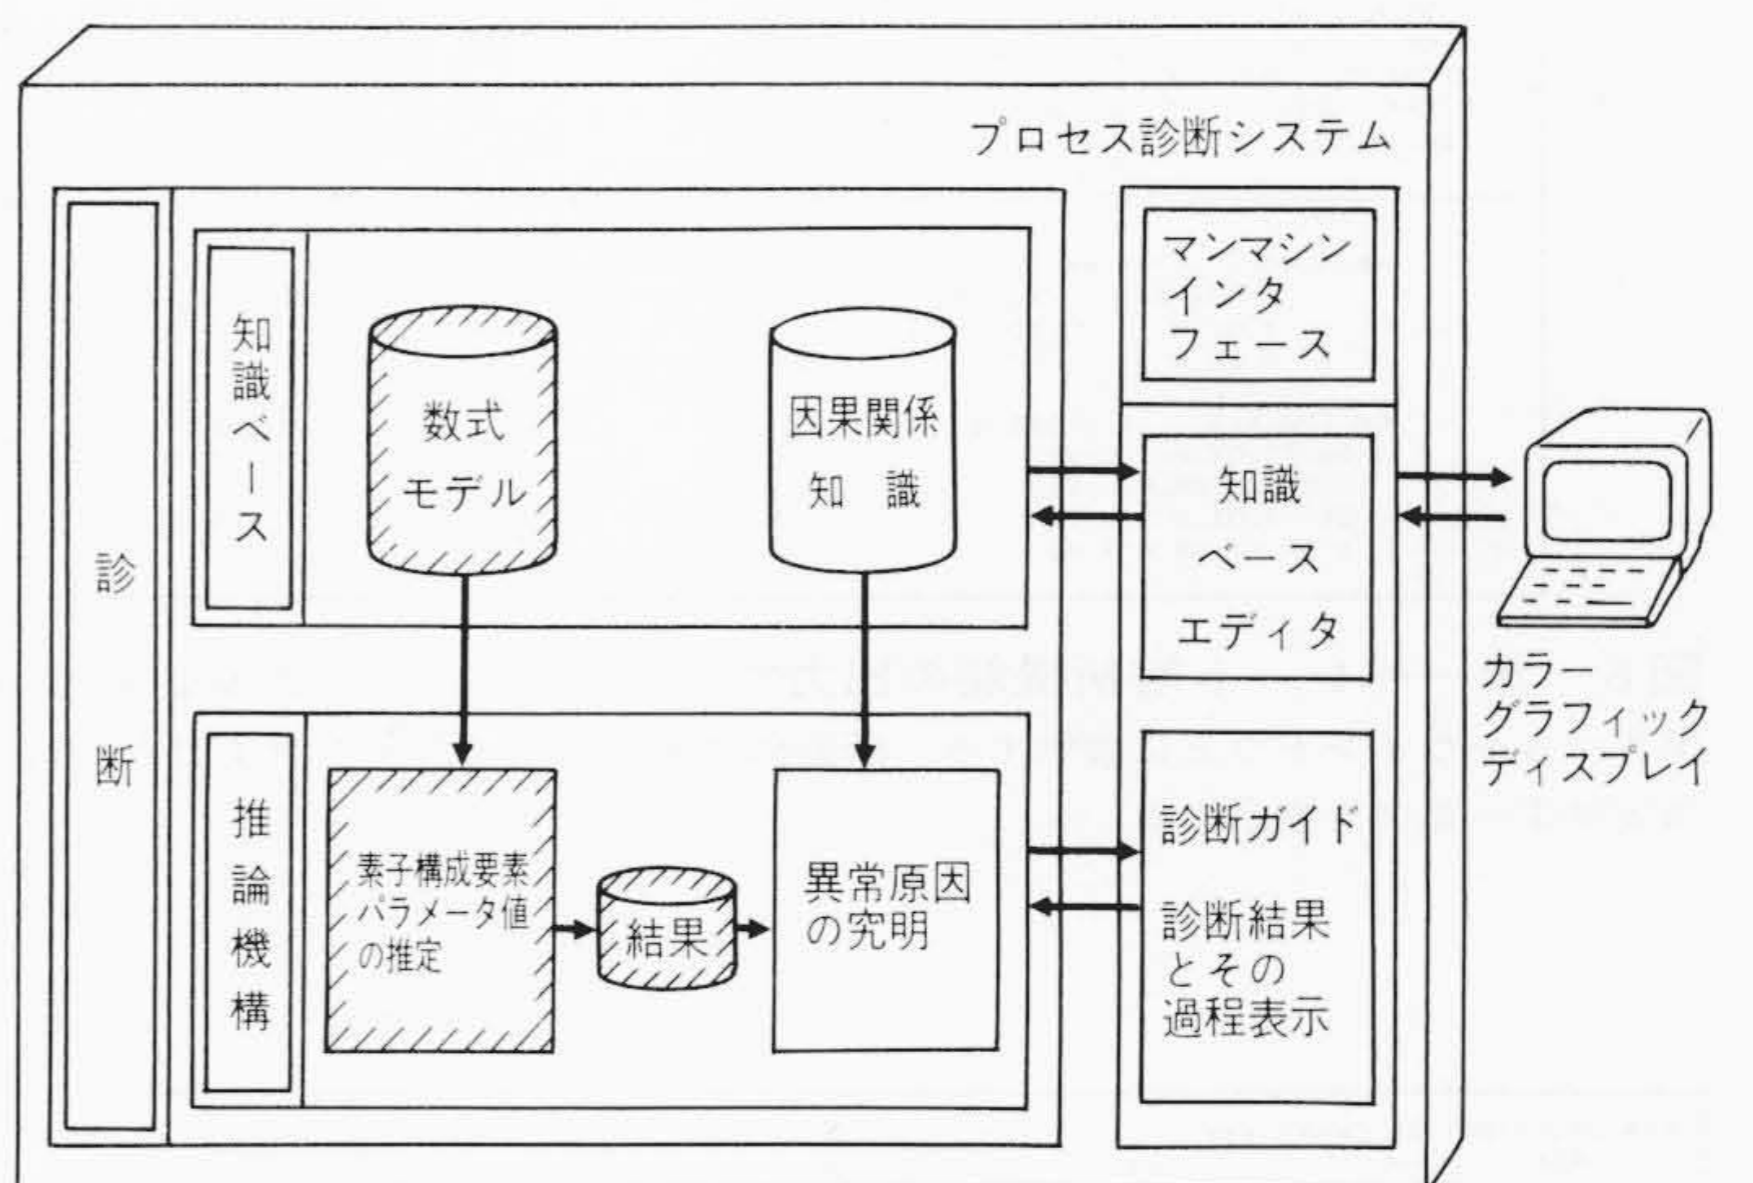 プロセス診断システム
診断
知識ベース
数式
モデル
因果関係
知 識
マンマシン
インタ
フェース
知識
ベース
エディタ
カラー
グラフィック
ディスプレイ
推論機構
素子構成要素
パラメータ値
の推定
結果
異常原因
の究明
診断ガイド
診断結果
とその
過程表示